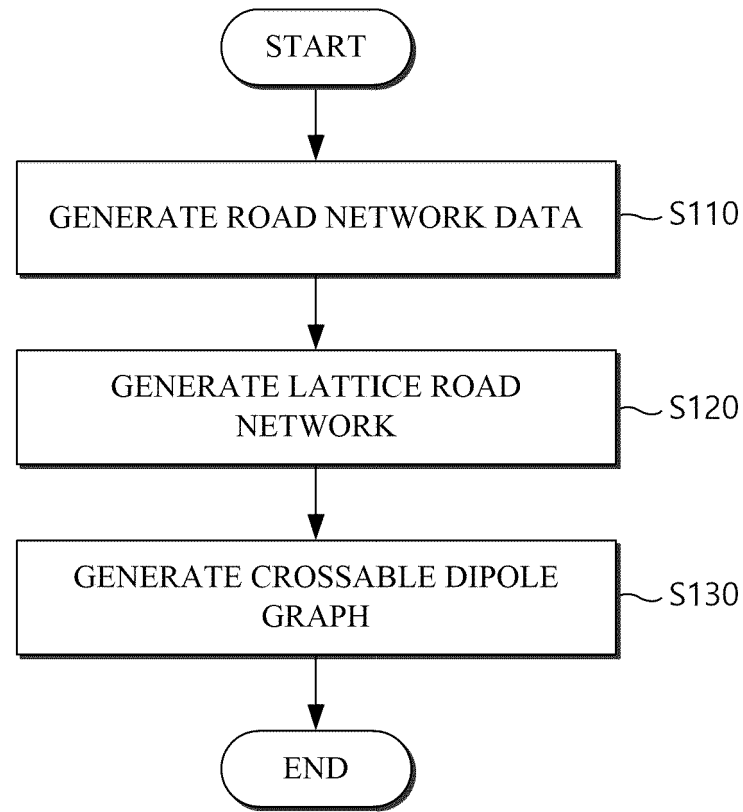 START
GENERATE ROAD NETWORK DATA
S110
GENERATE LATTICE ROAD
NETWORK
S120
GENERATE CROSSABLE DIPOLE
GRAPH
S130
END